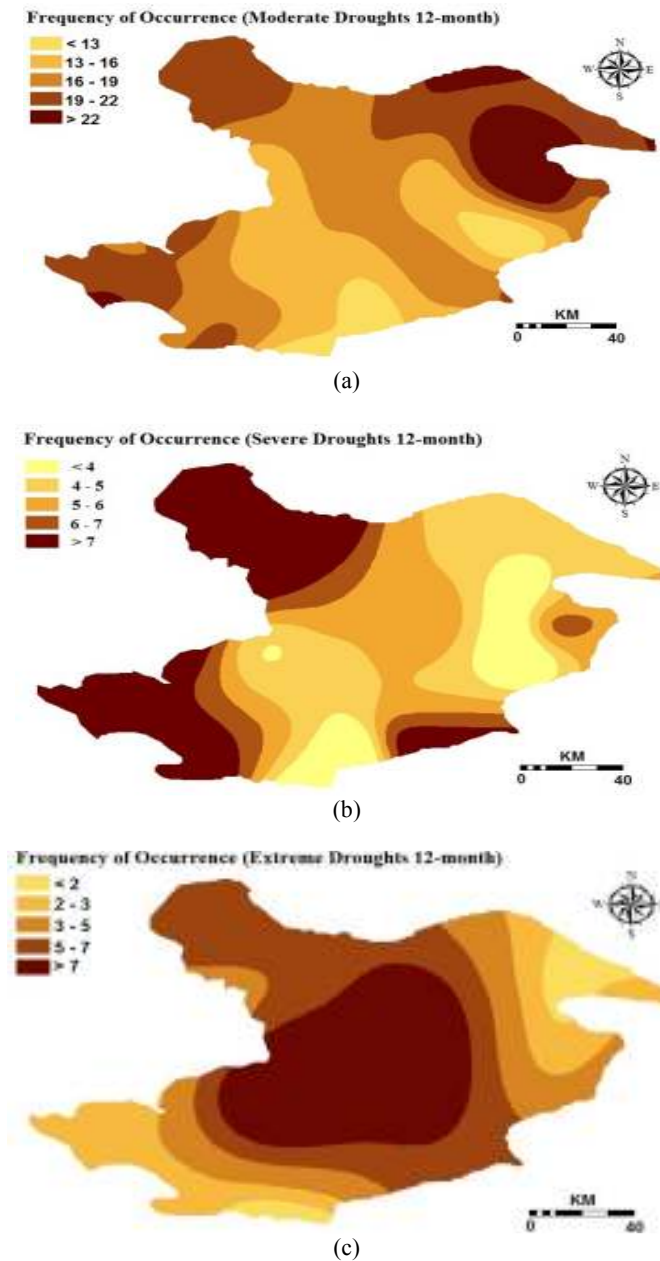 Frequency of Occurrence (Moderate Droughts 12-month)
< 13
13 - 16
16 - 19
19 - 22
> 22
N
W E
S
KM
0 40
(a)
Frequency of Occurrence (Severe Droughts 12-month)
< 4
4 - 5
5 - 6
6 - 7
> 7
N
W E
S
KM
0 40
(b)
Frequency of Occurrence (Extreme Droughts 12-month)
< 2
2 - 3
3 - 5
5 - 7
> 7
N
W E
S
KM
0 40
(c)